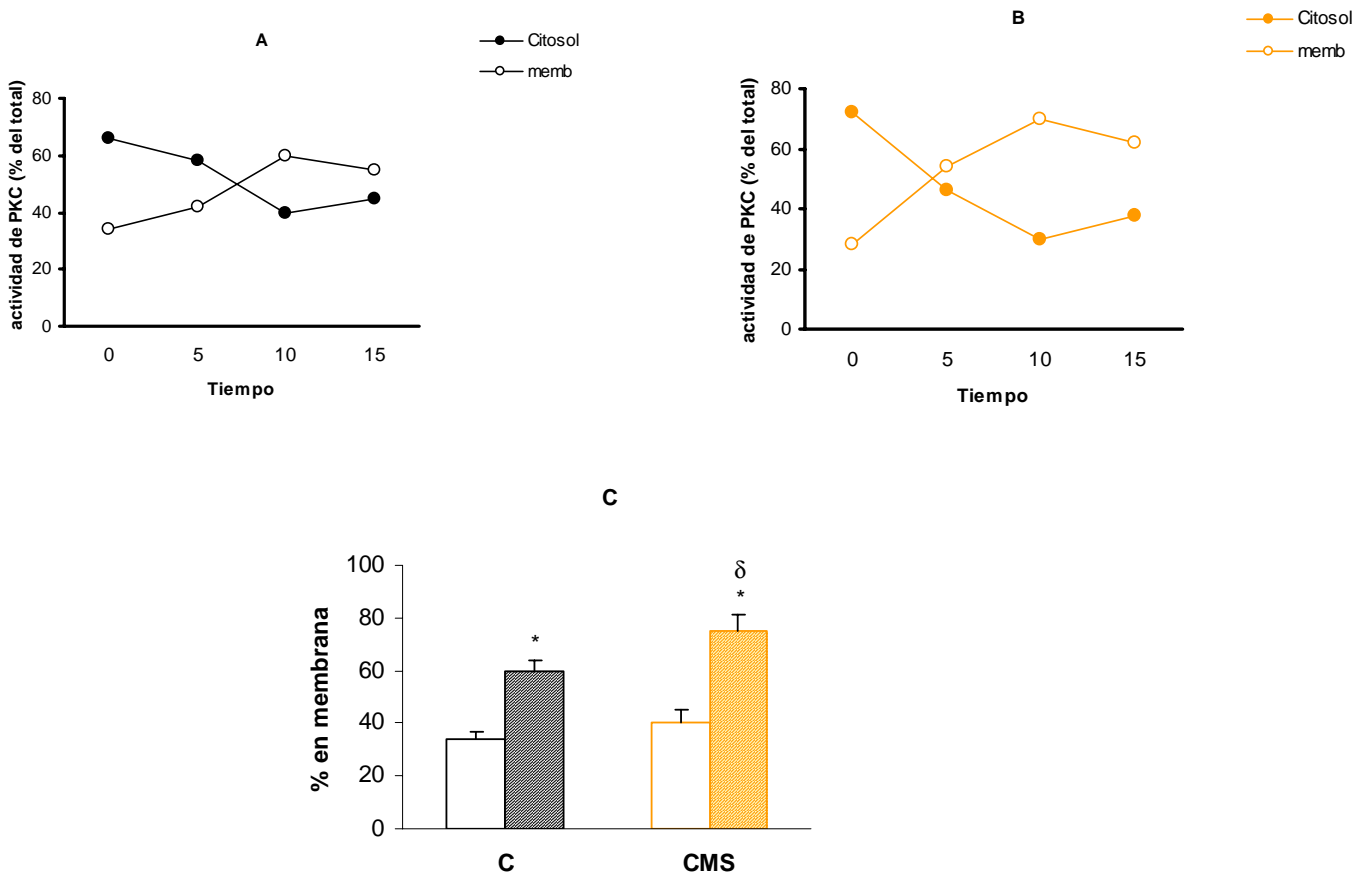 A
Citosol
memb
actividad de PKC (% del total)
80
60
40
20
0
0 5 10 15
Tiempo
B
Citosol
memb
actividad de PKC (% del total)
80
60
40
20
0
0 5 10 15
Tiempo
C
% en membrana
100
80
60
40
20
0
*
δ
*
C CMS